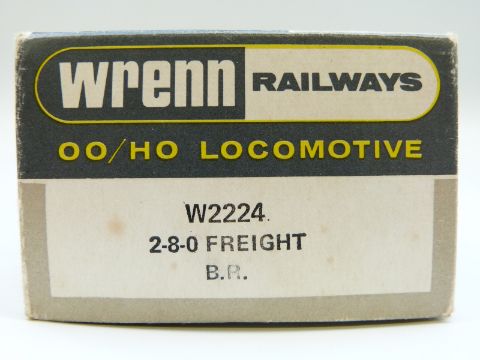 wrenn RAILWAYS
OO/HO LOCOMOTIVE
W2224
2-8-0 FREIGHT
B.R.